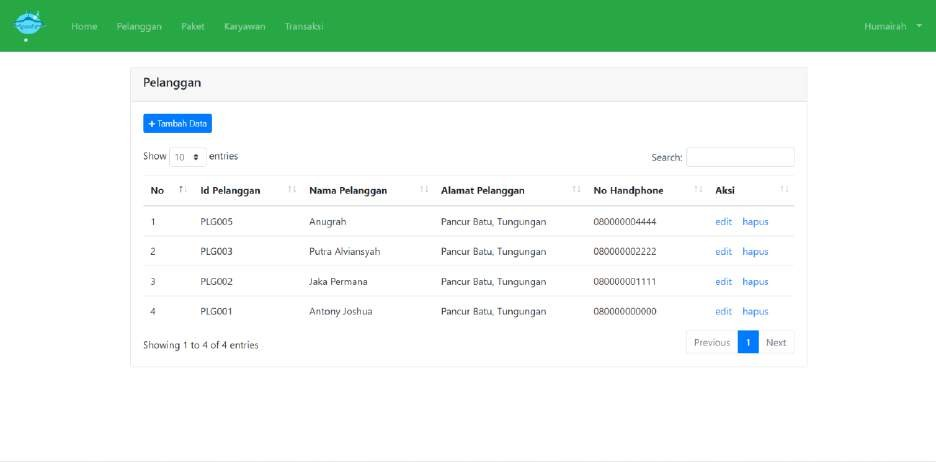 Home Pelanggan Paket Karyawan Transaksi Humairah
Pelanggan
+ Tambah Data
Show 10 entries Search:
No Id Pelanggan Nama Pelanggan Alamat Pelanggan No Handphone Aksi
1 PLG005 Anugrah Pancur Batu, Tungungan 080000004444 edit hapus
2 PLG003 Putra Alviansyah Pancur Batu, Tungungan 080000002222 edit hapus
3 PLG002 Jaka Permana Pancur Batu, Tungungan 080000001111 edit hapus
4 PLG001 Antony Joshua Pancur Batu, Tungungan 080000000000 edit hapus
Showing 1 to 4 of 4 entries Previous 1 Next